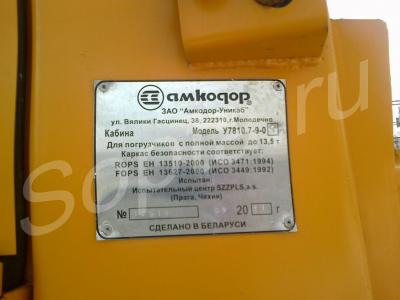 амкодор®
ЗАО "Амкодор-Уникаб"
ул. Вялики Гасцинец, 38, 222310, г.Молодечно
Кабина Модель У7810.7-9-0
Для погрузчиков с полной массой до 13,5 т
Каркас безопасности соответствует:
ROPS ЕН 13510-2000 (ИСО 3471:1994)
FOPS ЕН 13627-2000 (ИСО 3449:1992)
Испытан:
Испытательный центр SZZPLS,a.s.
(Прага, Чехия)
№ 20 г
СДЕЛАНО В БЕЛАРУСИ